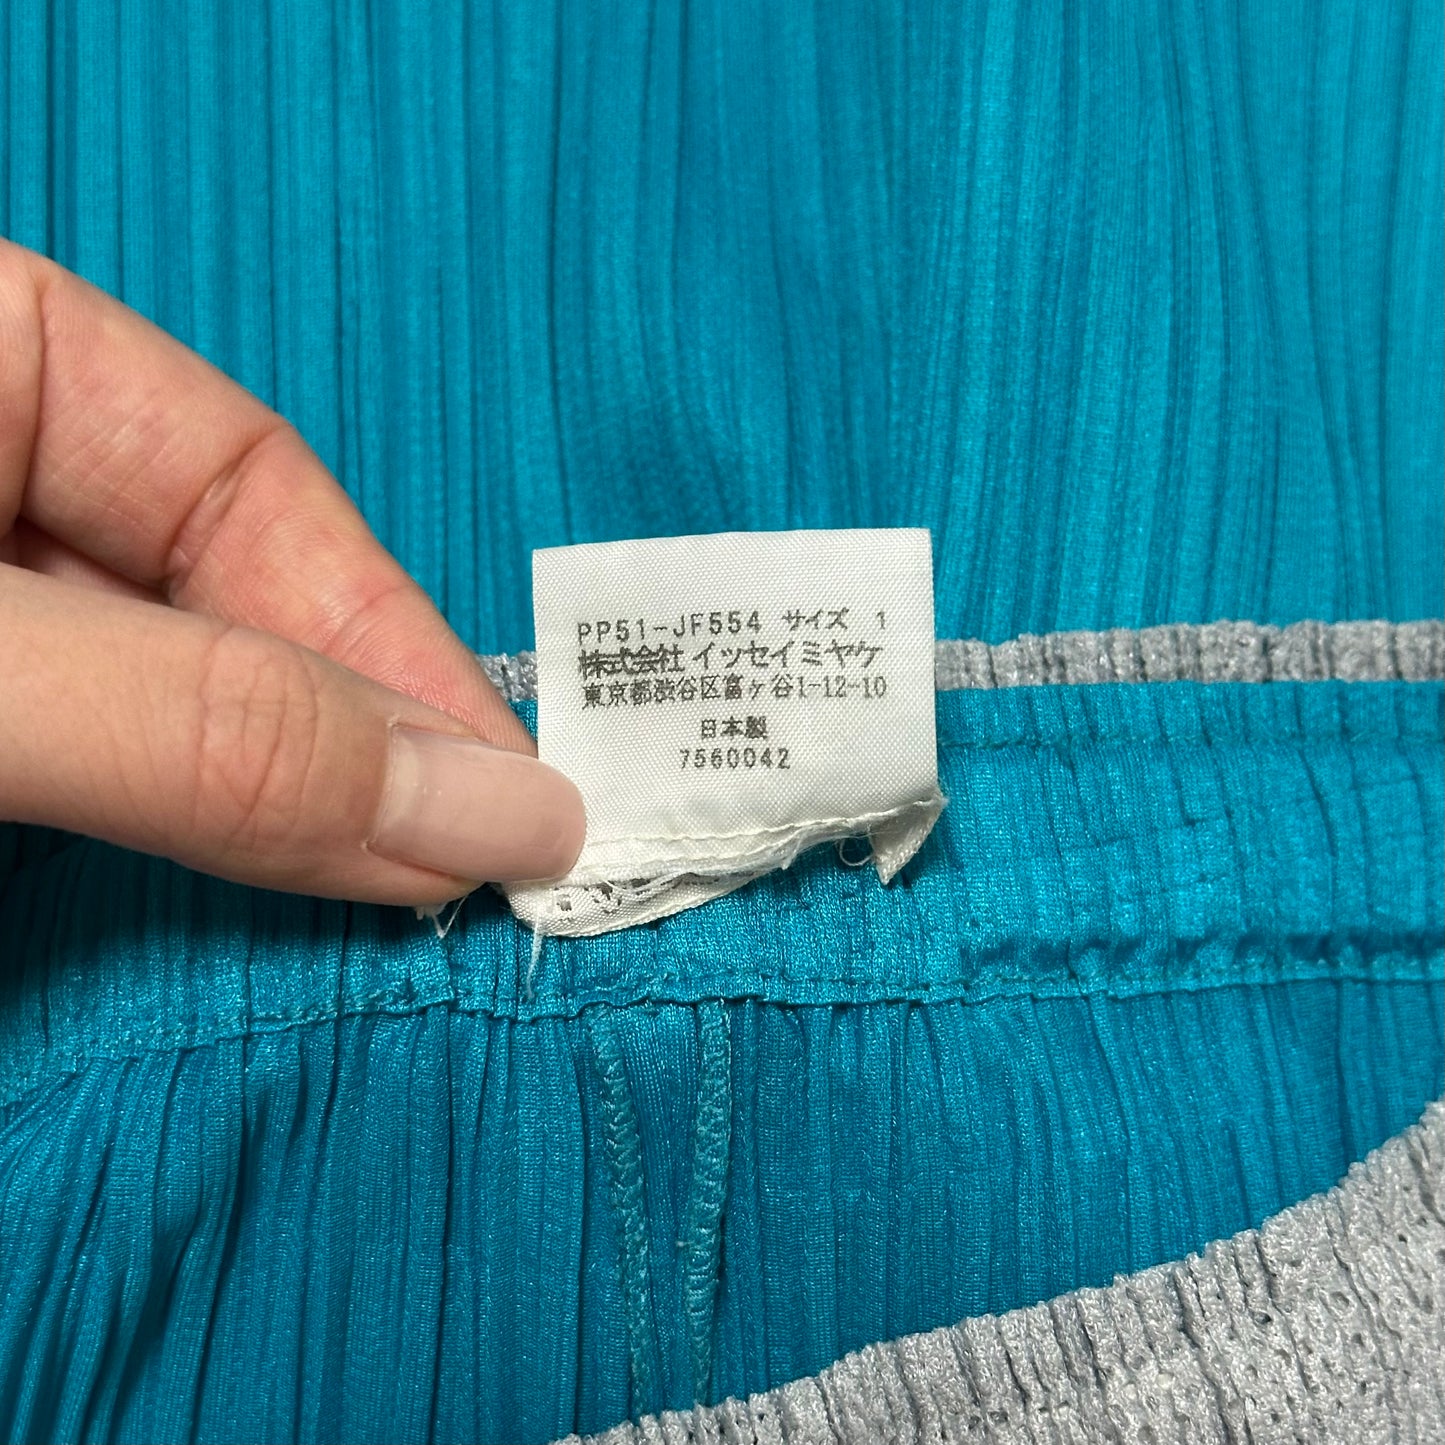 PP51-JF554 サイズ 1
株式会社 イッセイミヤケ
東京都渋谷区富ヶ谷1-12-10
日本製
7560042